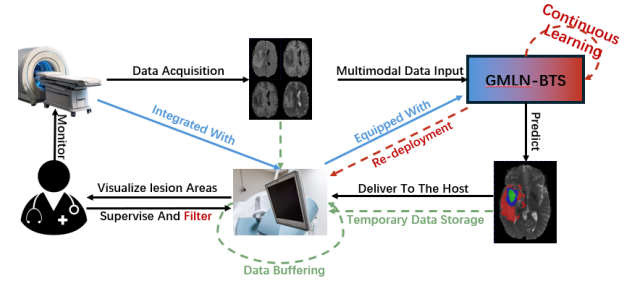 Continuous
Learning
Data Acquisition
Multimodal Data Input
GMLN-BTS
Integrated With
Equipped With
Re-deployment
Monitor
Predict
Visualize lesion Areas
Supervise And Filter
Deliver To The Host
Temporary Data Storage
Data Buffering